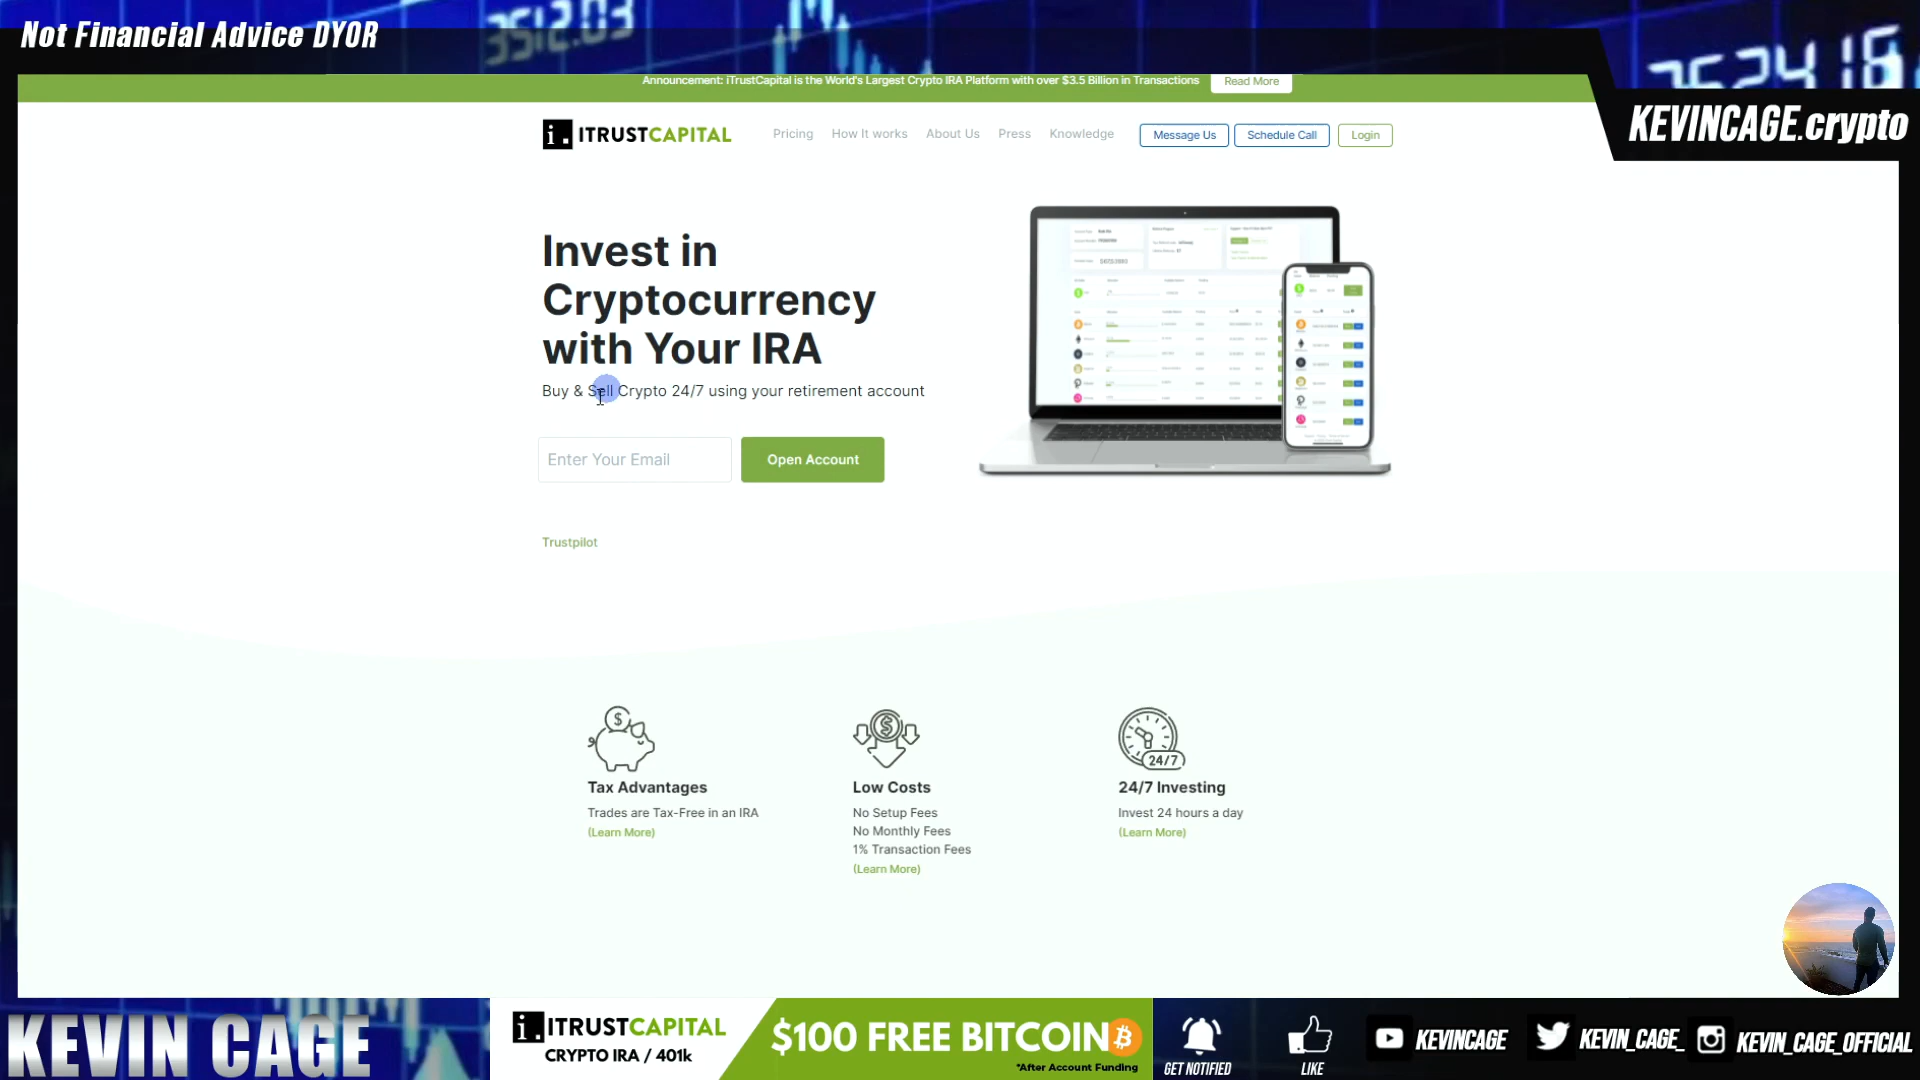 Not Financial Advice DYOR
3512.03
Announcement: iTrustCapital is the World's Largest Crypto IRA Platform with over $3.5 Billion in Transactions
Read More
KEVINCAGE.crypto
i. ITRUSTCAPITAL
Pricing
How It works
About Us
Press
Knowledge
Message Us
Schedule Call
Login
Invest in
Cryptocurrency
with Your IRA
Buy & Sell Crypto 24/7 using your retirement account
Enter Your Email
Open Account
Trustpilot
24/7
Tax Advantages
Trades are Tax-Free in an IRA
(Learn More)
Low Costs
No Setup Fees
No Monthly Fees
1% Transaction Fees
(Learn More)
24/7 Investing
Invest 24 hours a day
(Learn More)
KEVIN CAGE
i. ITRUSTCAPITAL
CRYPTO IRA / 401k
$100 FREE BITCOIN
*After Account Funding
GET NOTIFIED
LIKE
KEVINCAGE
KEVIN_CAGE_
KEVIN_CAGE_OFFICIAL